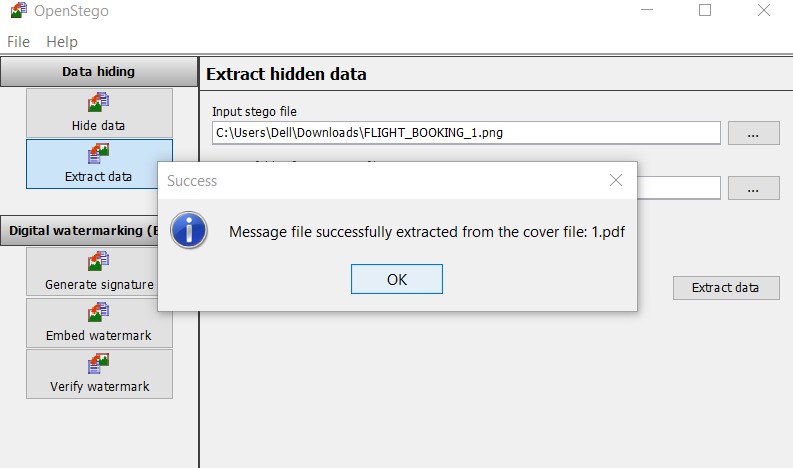 OpenStego
File Help
Data hiding
Hide data
Extract data
Digital watermarking
Generate signature
Embed watermark
Verify watermark
Extract hidden data
Input stego file
C:\Users\Dell\Downloads\FLIGHT_BOOKING_1.png
...
...
Extract data
Success
Message file successfully extracted from the cover file: 1.pdf
OK